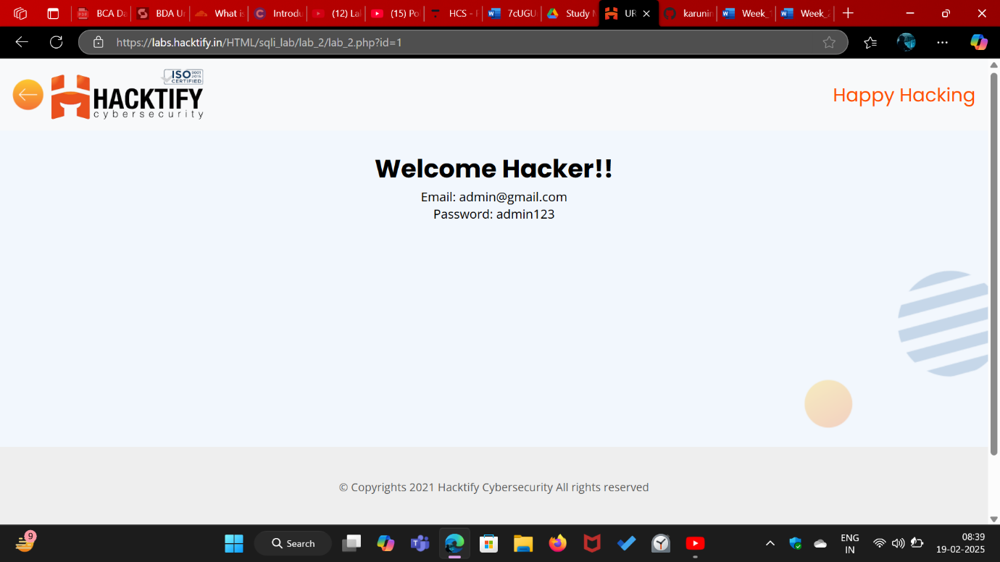 BCA Da
BDA Un
What is
Introdu
(12) La
(15) Po
HCS -
7cUGU
Study M
UR
karunin
Week_
Week_
https://labs.hacktify.in/HTML/sqli_lab/lab_2/lab_2.php?id=1
ISO 9001 2015
CERTIFIED
HACKTIFY
cybersecurity
Happy Hacking
Welcome Hacker!!
Email: admin@gmail.com
Password: admin123
© Copyrights 2021 Hacktify Cybersecurity All rights reserved
9
Search
ENG
IN
08:39
19-02-2025